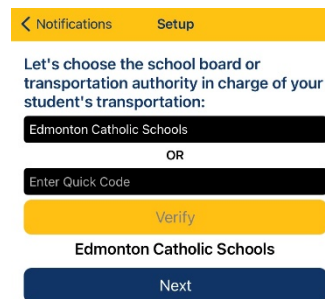 Notifications Setup
Let's choose the school board or
transportation authority in charge of your
student's transportation:
Edmonton Catholic Schools
OR
Enter Quick Code
Verify
Edmonton Catholic Schools
Next